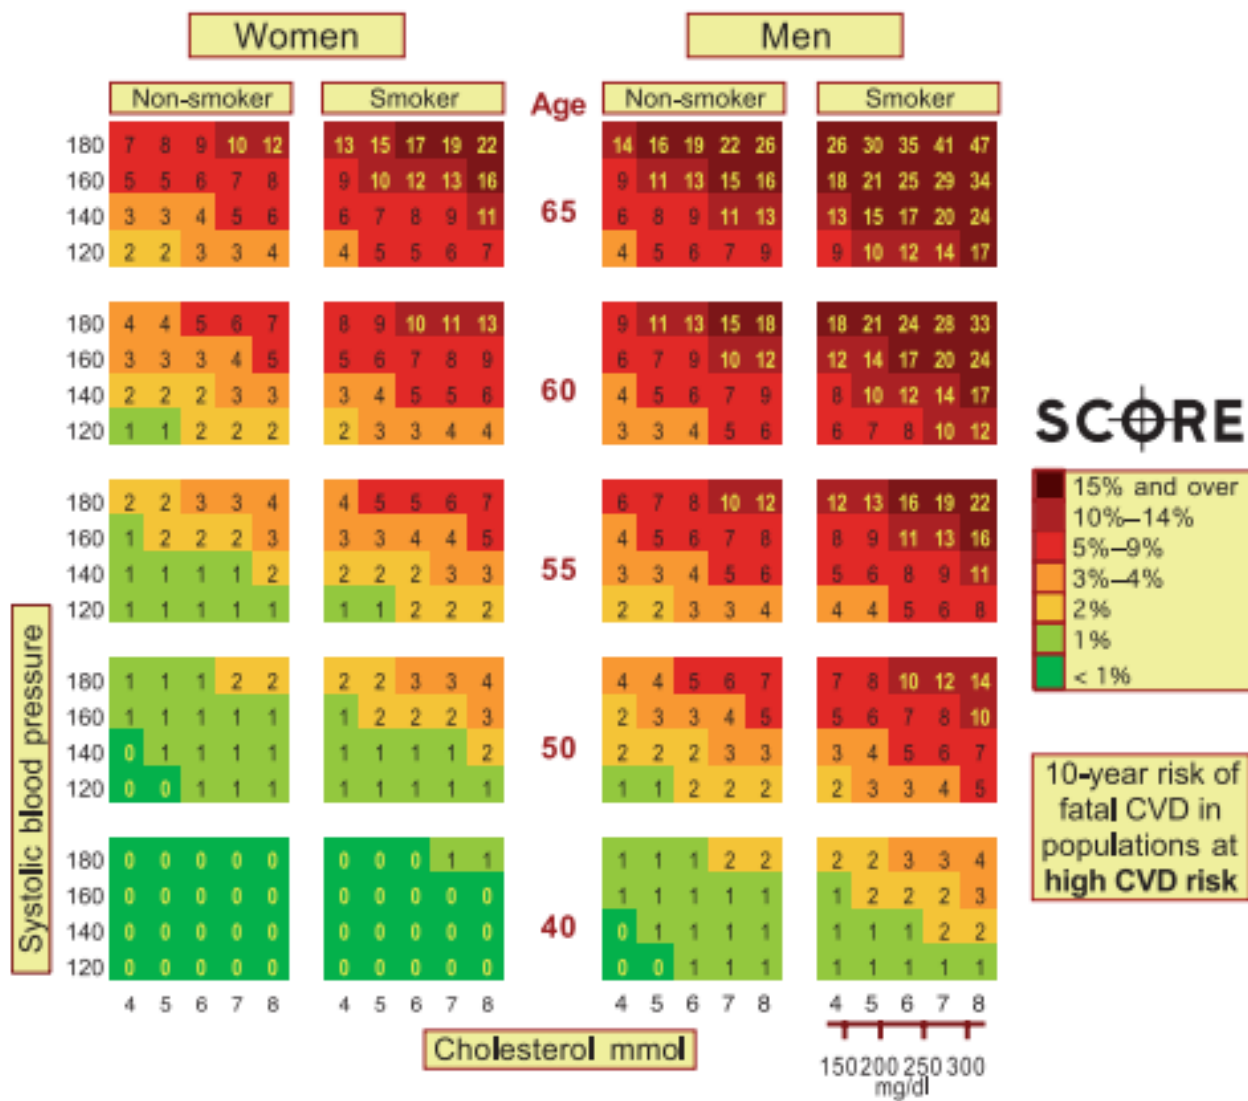 Women Men
Non-smoker Smoker Age Non-smoker Smoker
180 7 8 9 10 12 13 15 17 19 22 14 16 19 22 26 26 30 35 41 47
160 5 5 6 7 8 9 10 12 13 16 9 11 13 15 16 18 21 25 29 34
65
140 3 3 4 5 6 6 7 8 9 11 6 8 9 11 13 13 15 17 20 24
120 2 2 3 3 4 4 5 5 6 7 4 5 6 7 9 9 10 12 14 17
180 4 4 5 6 7 8 9 10 11 13 9 11 13 15 18 18 21 24 28 33
160 3 3 3 4 5 5 6 7 8 9 6 7 9 10 12 12 14 17 20 24
60
140 2 2 2 3 3 3 4 5 5 6 4 5 6 7 9 8 10 12 14 17
120 1 1 2 2 2 2 3 3 4 4 3 3 4 5 6 6 7 8 10 12
180 2 2 3 3 4 4 5 5 6 7 6 7 8 10 12 12 13 16 19 22
160 1 2 2 2 3 3 3 4 4 5 4 5 6 7 8 8 9 11 13 16
55
140 1 1 1 1 2 2 2 2 3 3 3 3 4 5 6 5 6 8 9 11
120 1 1 1 1 1 1 1 2 2 2 2 2 3 3 4 4 4 5 6 8
180 1 1 1 2 2 2 2 3 3 4 4 4 5 6 7 7 8 10 12 14
160 1 1 1 1 1 1 2 2 2 3 2 3 3 4 5 5 6 7 8 10
50
140 0 1 1 1 1 1 1 1 1 2 2 2 2 3 3 3 4 5 6 7
120 0 0 1 1 1 1 1 1 1 1 1 1 2 2 2 2 3 3 4 5
180 0 0 0 0 0 0 0 0 1 1 1 1 1 2 2 2 2 3 3 4
160 0 0 0 0 0 0 0 0 0 0 1 1 1 1 1 1 2 2 2 3
40
140 0 0 0 0 0 0 0 0 0 0 0 1 1 1 1 1 1 1 2 2
120 0 0 0 0 0 0 0 0 0 0 0 0 1 1 1 1 1 1 1 1
4 5 6 7 8 4 5 6 7 8 4 5 6 7 8 4 5 6 7 8
Systolic blood pressure
Cholesterol mmol
150 200 250 300
mg/dl
SCORE
15% and over
10%–14%
5%–9%
3%–4%
2%
1%
< 1%
10-year risk of
fatal CVD in
populations at
high CVD risk